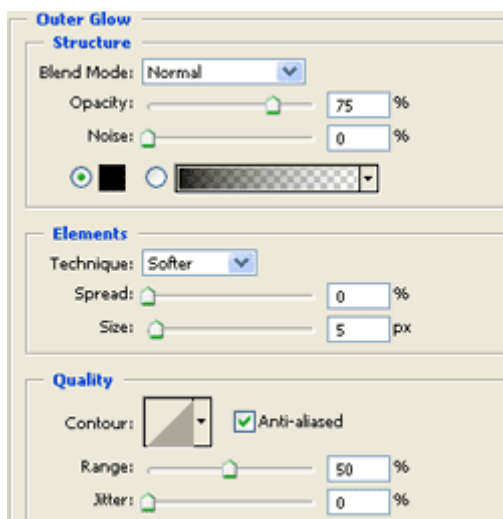 Outer Glow
Structure
Blend Mode: Normal
Opacity: 75 %
Noise: 0 %
Elements
Technique: Softer
Spread: 0 %
Size: 5 px
Quality
Contour: Anti-aliased
Range: 50 %
Jitter: 0 %